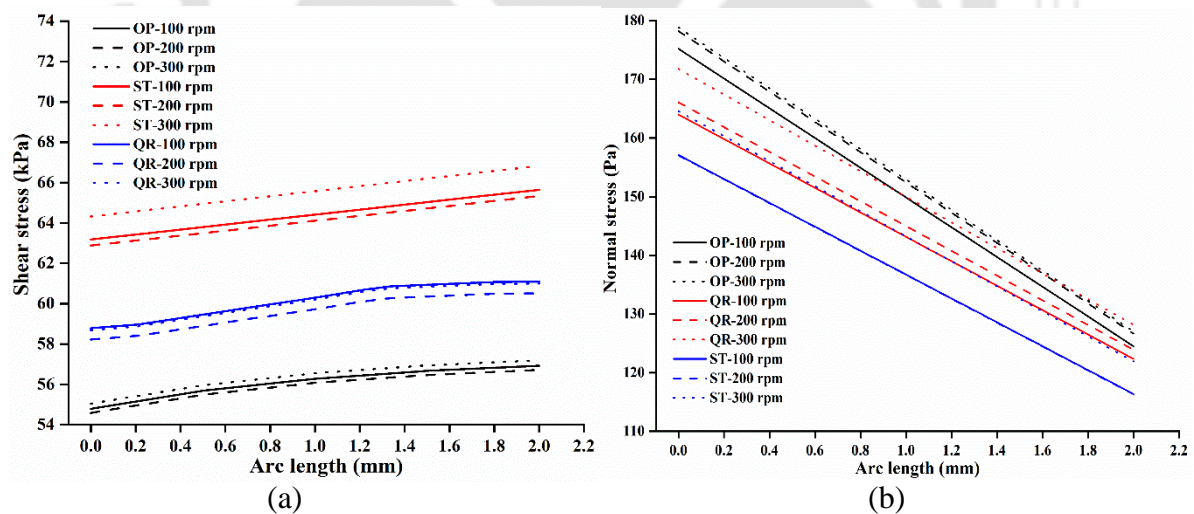 74
72
70
68
66
64
62
60
58
56
54
Shear stress (kPa)
OP-100 rpm
OP-200 rpm
OP-300 rpm
ST-100 rpm
ST-200 rpm
ST-300 rpm
QR-100 rpm
QR-200 rpm
QR-300 rpm
0.0 0.2 0.4 0.6 0.8 1.0 1.2 1.4 1.6 1.8 2.0 2.2
Arc length (mm)
(a)
180
170
160
150
140
130
120
110
Normal stress (Pa)
OP-100 rpm
OP-200 rpm
OP-300 rpm
QR-100 rpm
QR-200 rpm
QR-300 rpm
ST-100 rpm
ST-200 rpm
ST-300 rpm
0.0 0.2 0.4 0.6 0.8 1.0 1.2 1.4 1.6 1.8 2.0 2.2
Arc length (mm)
(b)